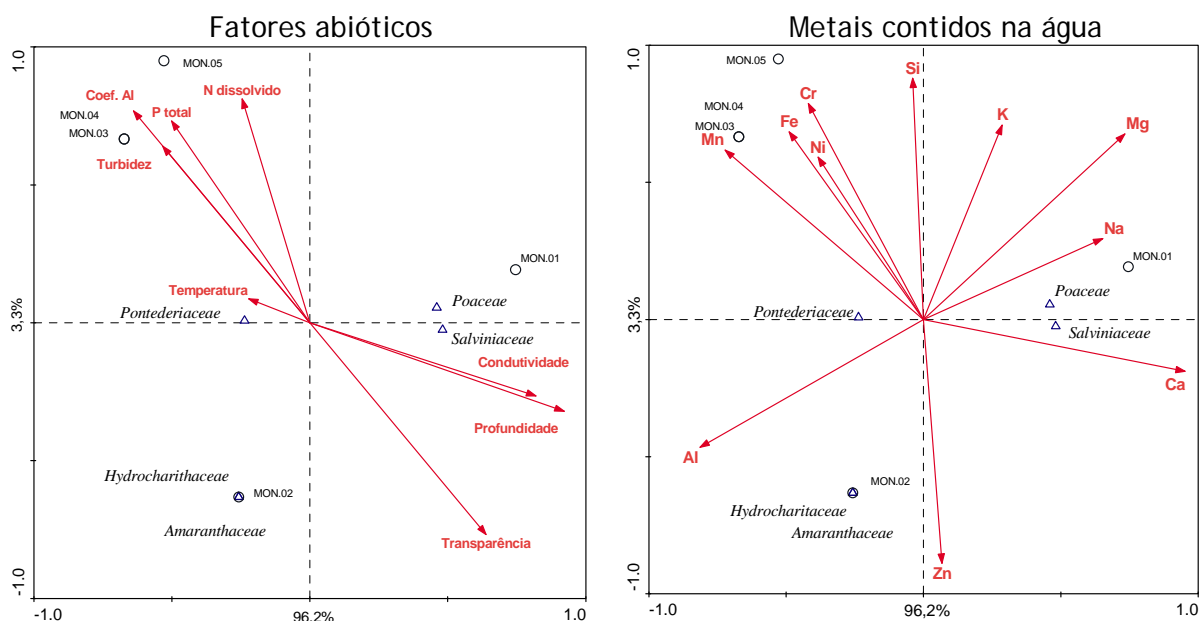 Fatores abióticos
1.0
MON.05
Coef. Al
N dissolvido
P total
MON.04
MON.03
Turbidez
MON.01
Temperatura
Poaceae
Pontederiaceae
3,3%
Salviniaceae
Condutividade
Profundidade
Hydrocharithaceae
MON.02
Amaranthaceae
Transparência
-1.0
-1.0
96.2%
1.0
Metais contidos na água
1.0
MON.05
Si
Cr
MON.04
K
Fe
MON.03
Mg
Mn
Ni
Na
MON.01
Poaceae
Pontederiaceae
3,3%
Salviniaceae
Ca
Al
MON.02
Hydrocharitaceae
Amaranthaceae
Zn
-1.0
-1.0
96,2%
1.0